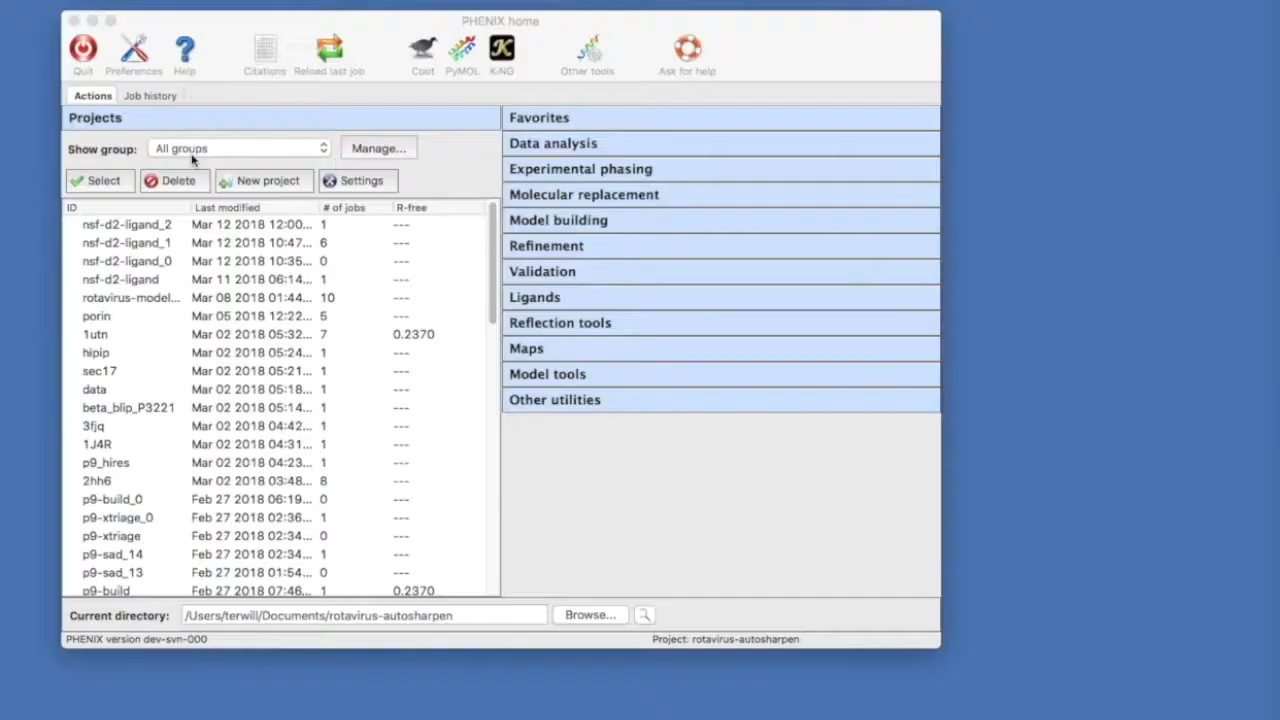 PHENIX home
Quit Preferences Help Citations Reload last job Coot PyMOL KiNG Other tools Ask for help
Actions Job history
Projects
Show group: All groups Manage...
Select Delete New project Settings
ID Last modified # of jobs R-free
nsf-d2-ligand_2 Mar 12 2018 12:00... 1 ---
nsf-d2-ligand_1 Mar 12 2018 10:47... 6 ---
nsf-d2-ligand_0 Mar 12 2018 10:35... 0 ---
nsf-d2-ligand Mar 11 2018 06:14... 1 ---
rotavirus-model... Mar 08 2018 01:44... 10 ---
porin Mar 05 2018 12:22... 5 ---
1utn Mar 02 2018 05:32... 7 0.2370
hipip Mar 02 2018 05:24... 1 ---
sec17 Mar 02 2018 05:21... 1 ---
data Mar 02 2018 05:18... 1 ---
beta_blip_P3221 Mar 02 2018 05:14... 1 ---
3fjq Mar 02 2018 04:42... 1 ---
1J4R Mar 02 2018 04:31... 1 ---
p9_hires Mar 02 2018 04:23... 1 ---
2hh6 Mar 02 2018 03:48... 8 ---
p9-build_0 Feb 27 2018 06:19... 0 ---
p9-xtriage_0 Feb 27 2018 02:36... 1 ---
p9-xtriage Feb 27 2018 02:34... 0 ---
p9-sad_14 Feb 27 2018 02:34... 1 ---
p9-sad_13 Feb 27 2018 01:54... 0 ---
p9-build Feb 27 2018 07:46... 1 0.2370
Favorites
Data analysis
Experimental phasing
Molecular replacement
Model building
Refinement
Validation
Ligands
Reflection tools
Maps
Model tools
Other utilities
Current directory: /Users/terwill/Documents/rotavirus-autosharpen Browse...
PHENIX version dev-svn-000 Project: rotavirus-autosharpen